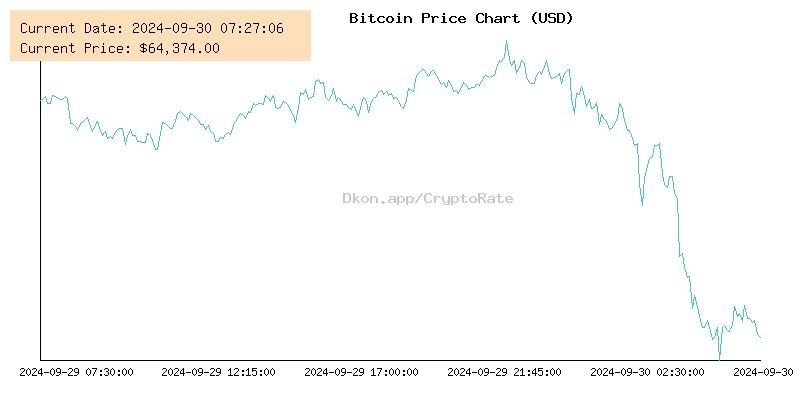 Bitcoin Price Chart (USD)
Current Date: 2024-09-30 07:27:06
Current Price: $64,374.00
Dkon.app/CryptoRate
2024-09-29 07:30:00 2024-09-29 12:15:00 2024-09-29 17:00:00 2024-09-29 21:45:00 2024-09-30 02:30:00 2024-09-30